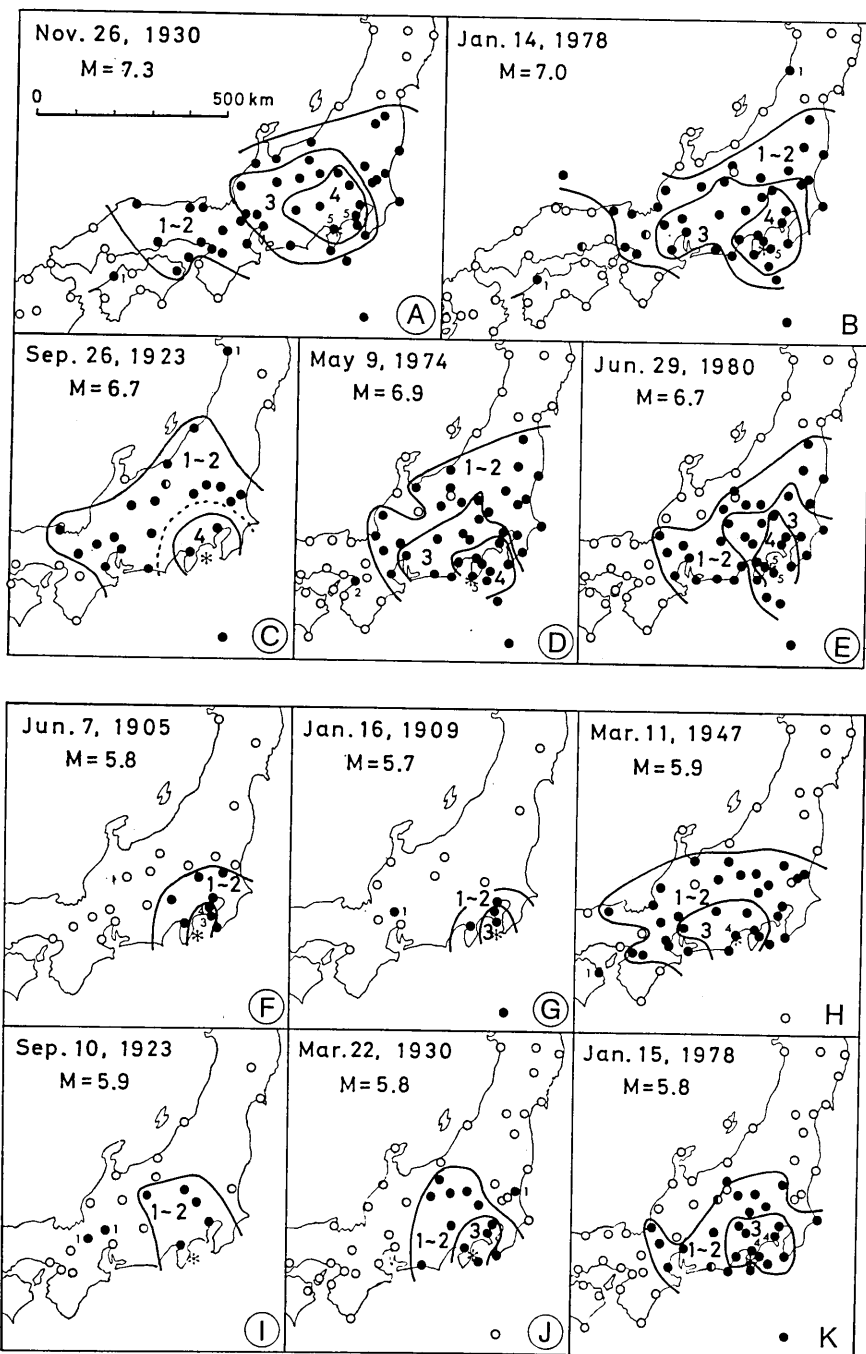 Nov. 26, 1930
M = 7.3
0 500 km
1~2
3
4
5
5
1
A
Jan. 14, 1978
M = 7.0
1
1~2
3
4
5
1
B
Sep. 26, 1923
M = 6.7
1
1~2
4
*
C
May 9, 1974
M = 6.9
1~2
3
4
*
5
2
D
Jun. 29, 1980
M = 6.7
1~2
3
4
5
5
E
Jun. 7, 1905
M = 5.8
1~2
4
3
*
F
Jan. 16, 1909
M = 5.7
1
1~2
3
*
G
Mar. 11, 1947
M = 5.9
1~2
3
4
*
1
H
Sep. 10, 1923
M = 5.9
1~2
1
1
*
I
Mar. 22, 1930
M = 5.8
1
1~2
3
*
J
Jan. 15, 1978
M = 5.8
3
4
4
1~2
K